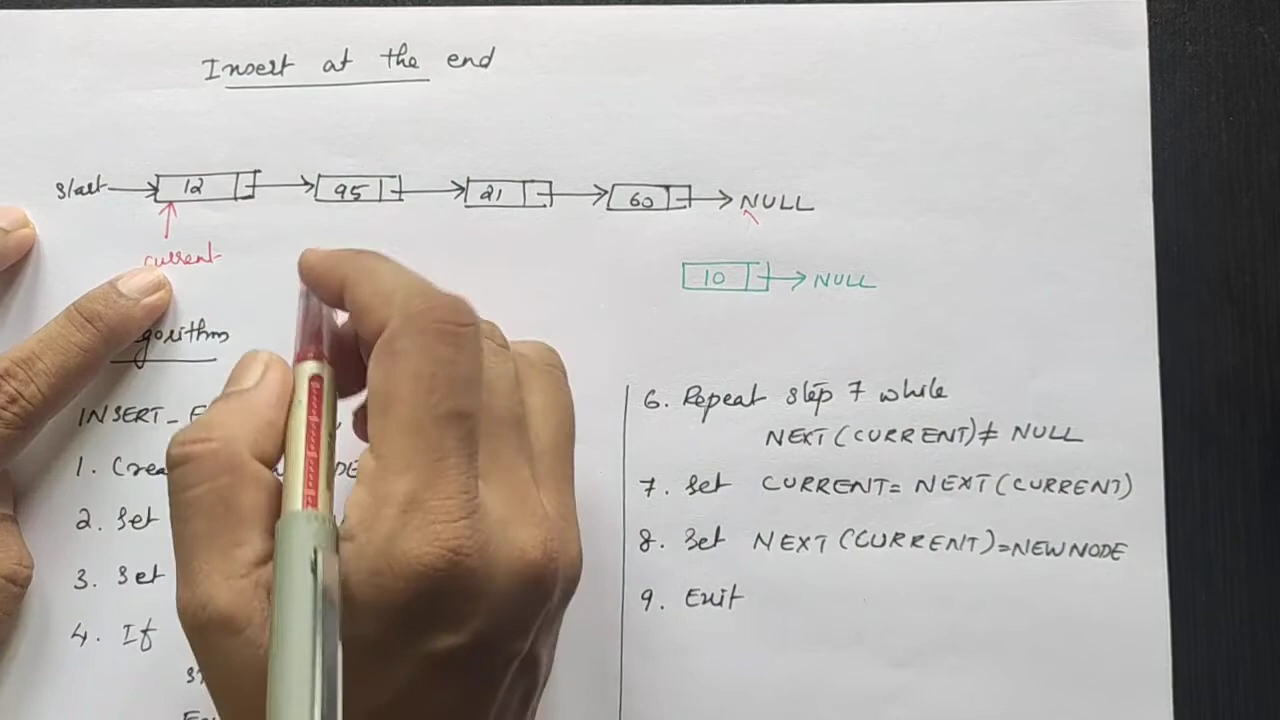 Insert at the end
Start 12 95 21 60 NULL
current
10 NULL
INSERT_
1.
2. Set
3. Set
4. If
6. Repeat step 7 while
NEXT(CURRENT) ≠ NULL
7. Set CURRENT = NEXT(CURRENT)
8. Set NEXT(CURRENT)=NEWNODE
9. Exit